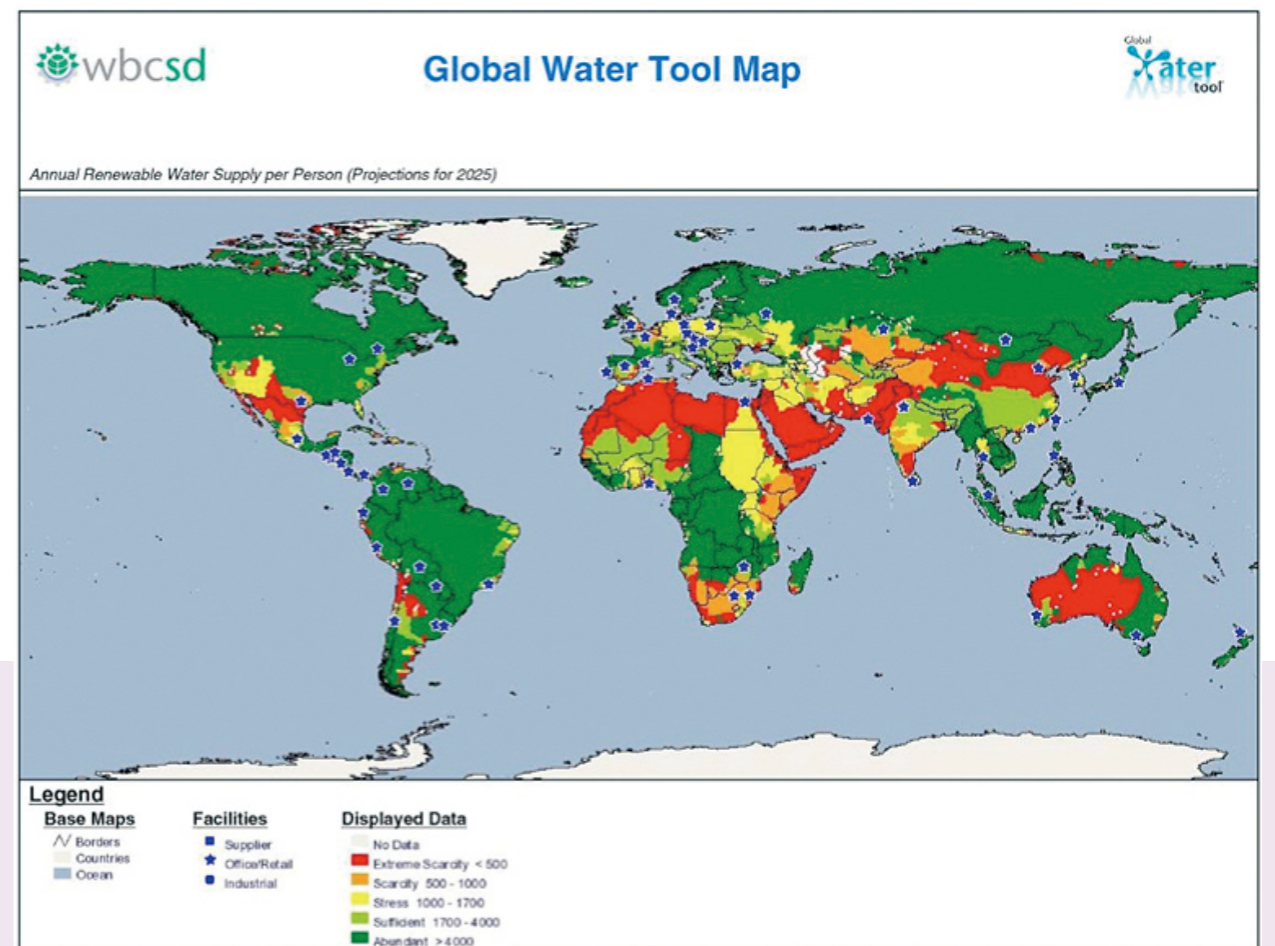 wbcsd
Global Water Tool Map
Global
Water
tool
Annual Renewable Water Supply per Person (Projections for 2025)
Legend
Base Maps
Borders
Countries
Ocean
Facilities
Supplier
Office/Retail
Industrial
Displayed Data
No Data
Extreme Scarcity < 500
Scarcity 500 - 1000
Stress 1000 - 1700
Sufficient 1700 - 4000
Abundant > 4000